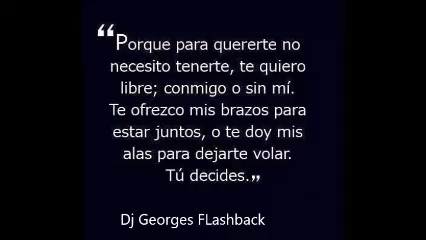 “Porque para quererte no
necesito tenerte, te quiero
libre; conmigo o sin mí.
Te ofrezco mis brazos para
estar juntos, o te doy mis
alas para dejarte volar.
Tú decides.”
Dj Georges FLashback